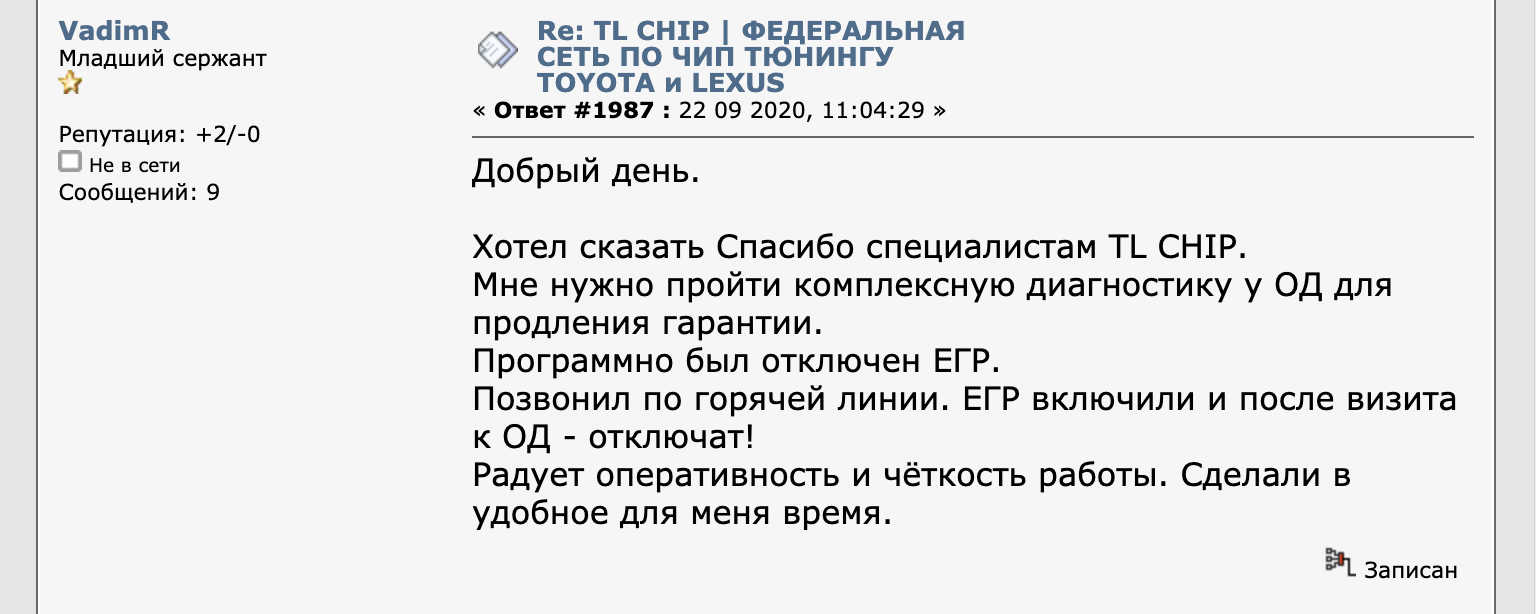 VadimR
Младший сержант
Репутация: +2/-0
Не в сети
Сообщений: 9
Re: TL CHIP | ФЕДЕРАЛЬНАЯ
СЕТЬ ПО ЧИП ТЮНИНГУ
TOYOTA и LEXUS
« Ответ #1987 : 22 09 2020, 11:04:29 »
Добрый день.
Хотел сказать Спасибо специалистам TL CHIP.
Мне нужно пройти комплексную диагностику у ОД для
продления гарантии.
Программно был отключен ЕГР.
Позвонил по горячей линии. ЕГР включили и после визита
к ОД - отключат!
Радует оперативность и чёткость работы. Сделали в
удобное для меня время.
Записан